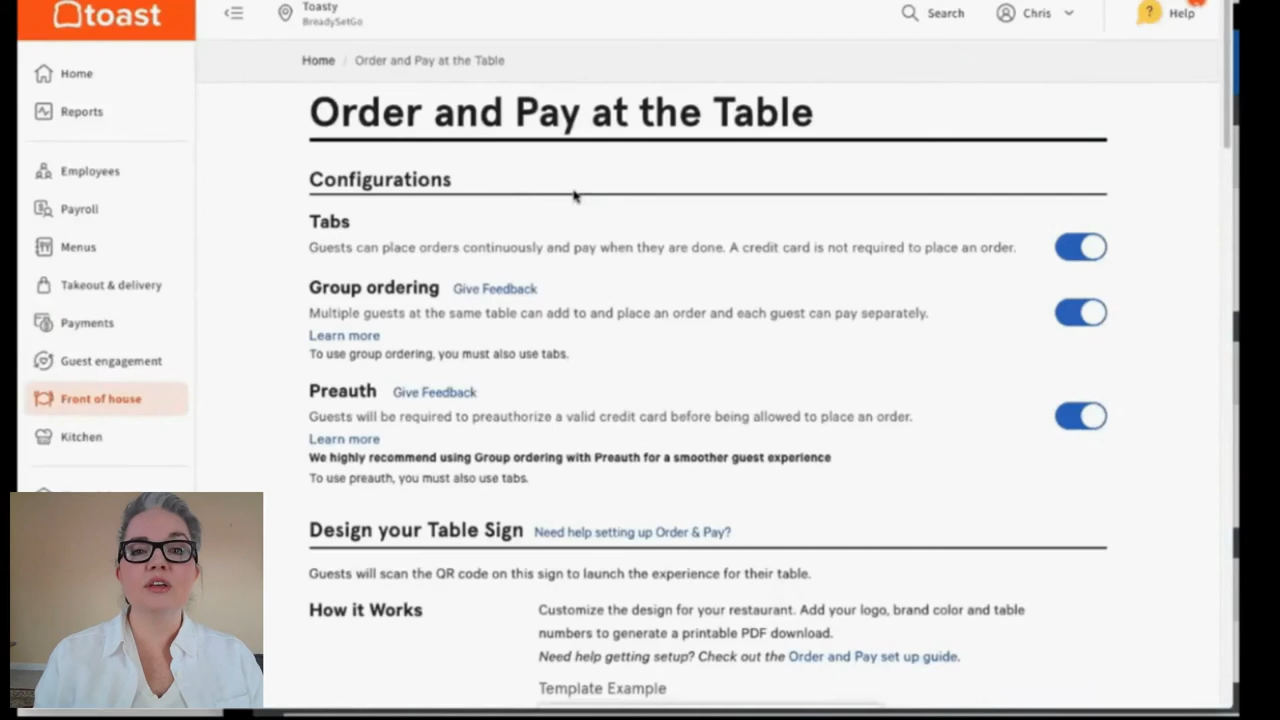 toast
Toasty
BreadySetGo
Search
Chris
? Help
Home
Reports
Employees
Payroll
Menus
Takeout & delivery
Payments
Guest engagement
Front of house
Kitchen
Home / Order and Pay at the Table
Order and Pay at the Table
Configurations
Tabs
Guests can place orders continuously and pay when they are done. A credit card is not required to place an order.
Group ordering Give Feedback
Multiple guests at the same table can add to and place an order and each guest can pay separately.
Learn more
To use group ordering, you must also use tabs.
Preauth Give Feedback
Guests will be required to preauthorize a valid credit card before being allowed to place an order.
Learn more
We highly recommend using Group ordering with Preauth for a smoother guest experience
To use preauth, you must also use tabs.
Design your Table Sign Need help setting up Order & Pay?
Guests will scan the QR code on this sign to launch the experience for their table.
How it Works
Customize the design for your restaurant. Add your logo, brand color and table
numbers to generate a printable PDF download.
Need help getting setup? Check out the Order and Pay set up guide.
Template Example